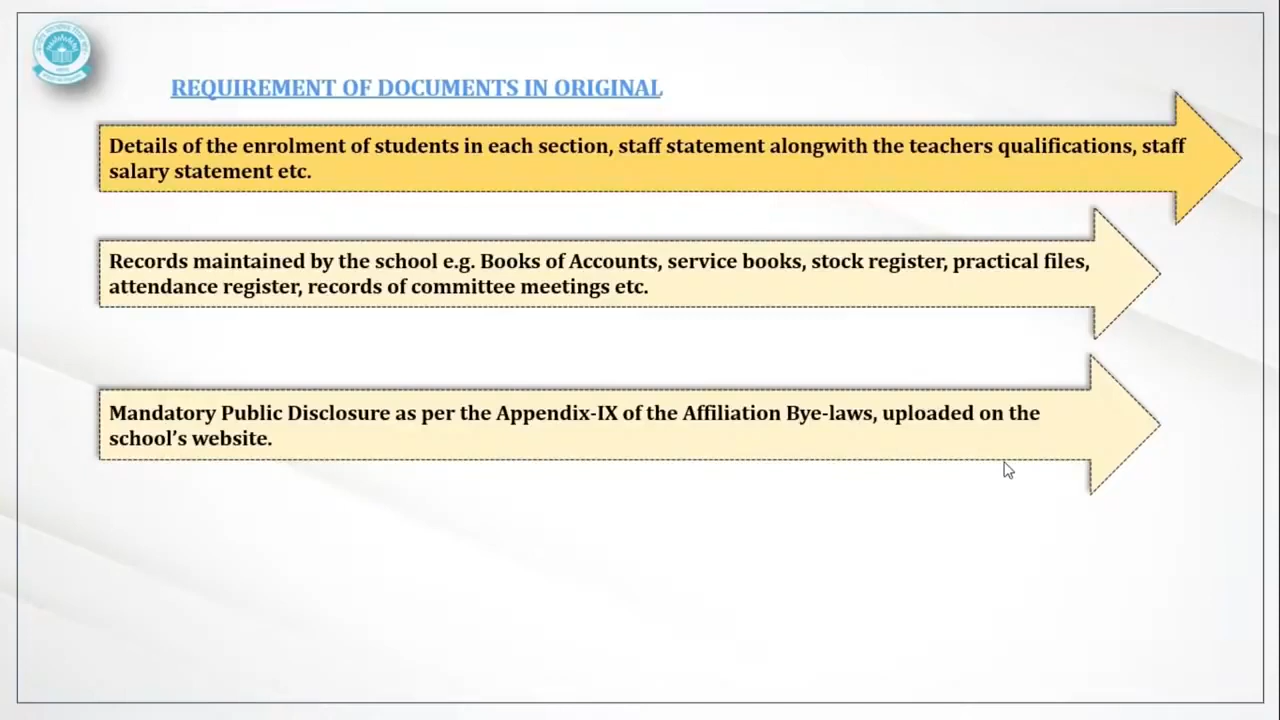 REQUIREMENT OF DOCUMENTS IN ORIGINAL
Details of the enrolment of students in each section, staff statement alongwith the teachers qualifications, staff
salary statement etc.
Records maintained by the school e.g. Books of Accounts, service books, stock register, practical files,
attendance register, records of committee meetings etc.
Mandatory Public Disclosure as per the Appendix-IX of the Affiliation Bye-laws, uploaded on the
school’s website.